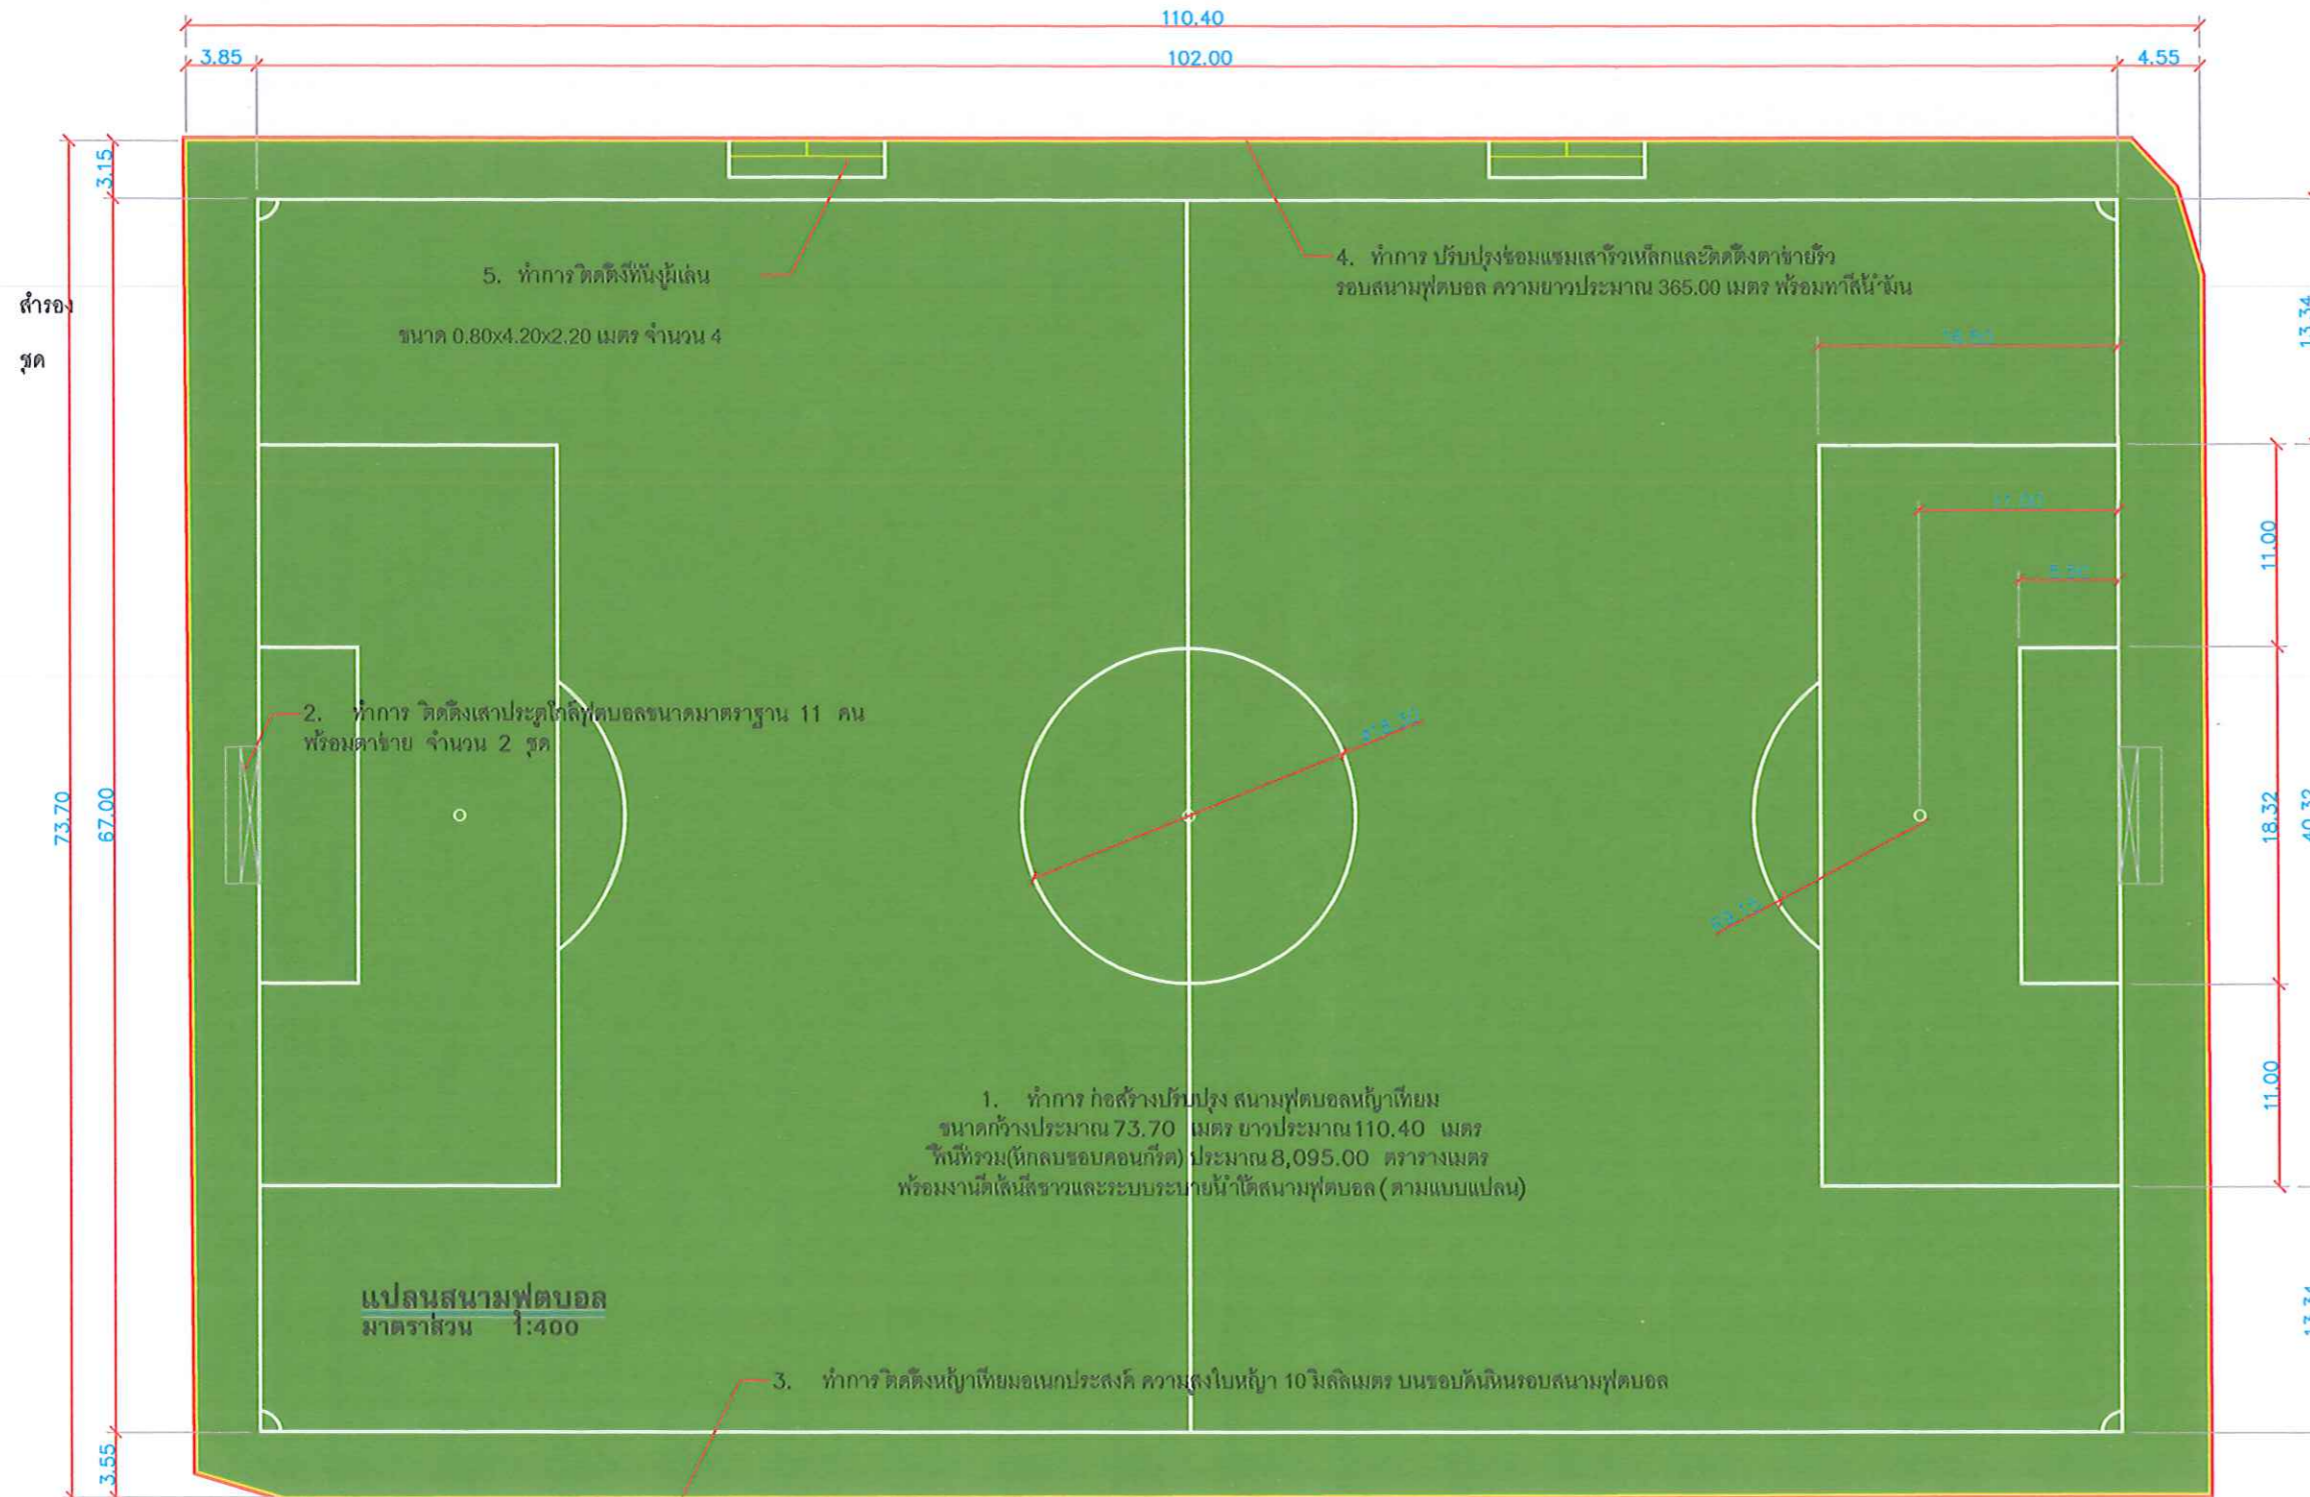 110.40
3.85
102.00
4.55
3.15
5. ทำการ ติดตั้งที่นั่งผู้เล่น
สำรอง
ขนาด 0.80x4.20x2.20 เมตร จำนวน 4
ชุด
4. ทำการ ปรับปรุงซ่อมแซมเสารั้วเหล็กและติดตั้งตาข่ายรั้ว
รอบสนามฟุตบอล ความยาวประมาณ 365.00 เมตร พร้อมทาสีน้ำมัน
13.34
16.50
11.00
5.50
11.00
2. ทำการ ติดตั้งเสาประตูโกล์ฟุตบอลขนาดมาตราฐาน 11 คน
พร้อมตาข่าย จำนวน 2 ชุด
ø18.30
R9.15
73.70
67.00
18.32
40.32
11.00
1. ทำการ ก่อสร้างปรับปรุง สนามฟุตบอลหญ้าเทียม
ขนาดกว้างประมาณ 73.70 เมตร ยาวประมาณ 110.40 เมตร
พื้นที่รวม(หักลบขอบคอนกรีต) ประมาณ 8,095.00 ตรารางเมตร
พร้อมงานตีเส้นสีขาวและระบบระบายน้ำใต้สนามฟุตบอล ( ตามแบบแปลน)
แปลนสนามฟุตบอล
มาตราส่วน 1:400
13.34
3. ทำการ ติดตั้งหญ้าเทียมอเนกประสงค์ ความสูงใบหญ้า 10 มิลลิเมตร บนขอบคันหินรอบสนามฟุตบอล
3.55